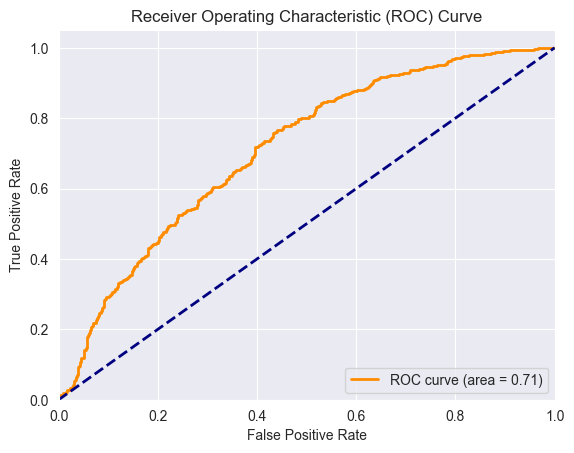 Receiver Operating Characteristic (ROC) Curve
1.0
0.8
0.6
0.4
0.2
0.0
True Positive Rate
ROC curve (area = 0.71)
0.0 0.2 0.4 0.6 0.8 1.0
False Positive Rate